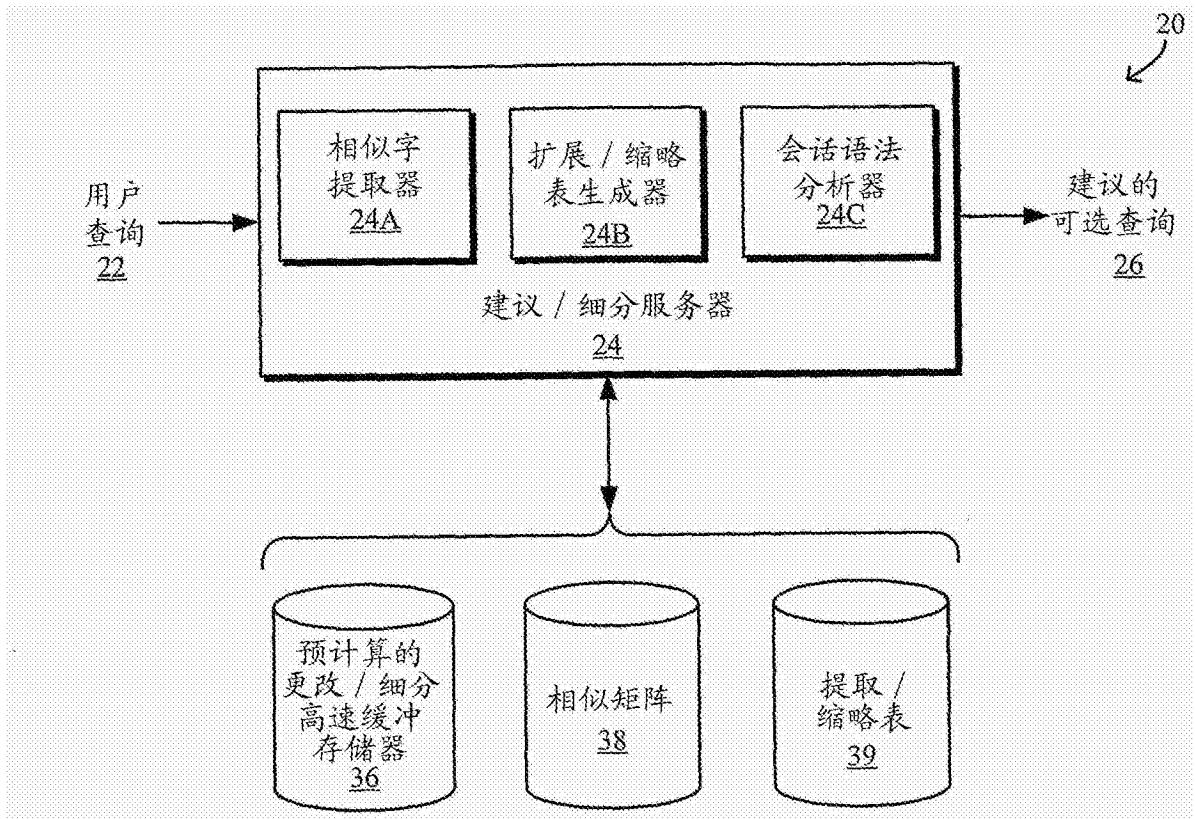 20
用户
查询
22
相似字
提取器
24A
扩展 / 缩略
表生成器
24B
会话语法
分析器
24C
建议 / 细分服务器
24
建议的
可选查询
26
预计算的
更改 / 细分
高速缓冲
存储器
36
相似矩阵
38
提取 /
缩略表
39